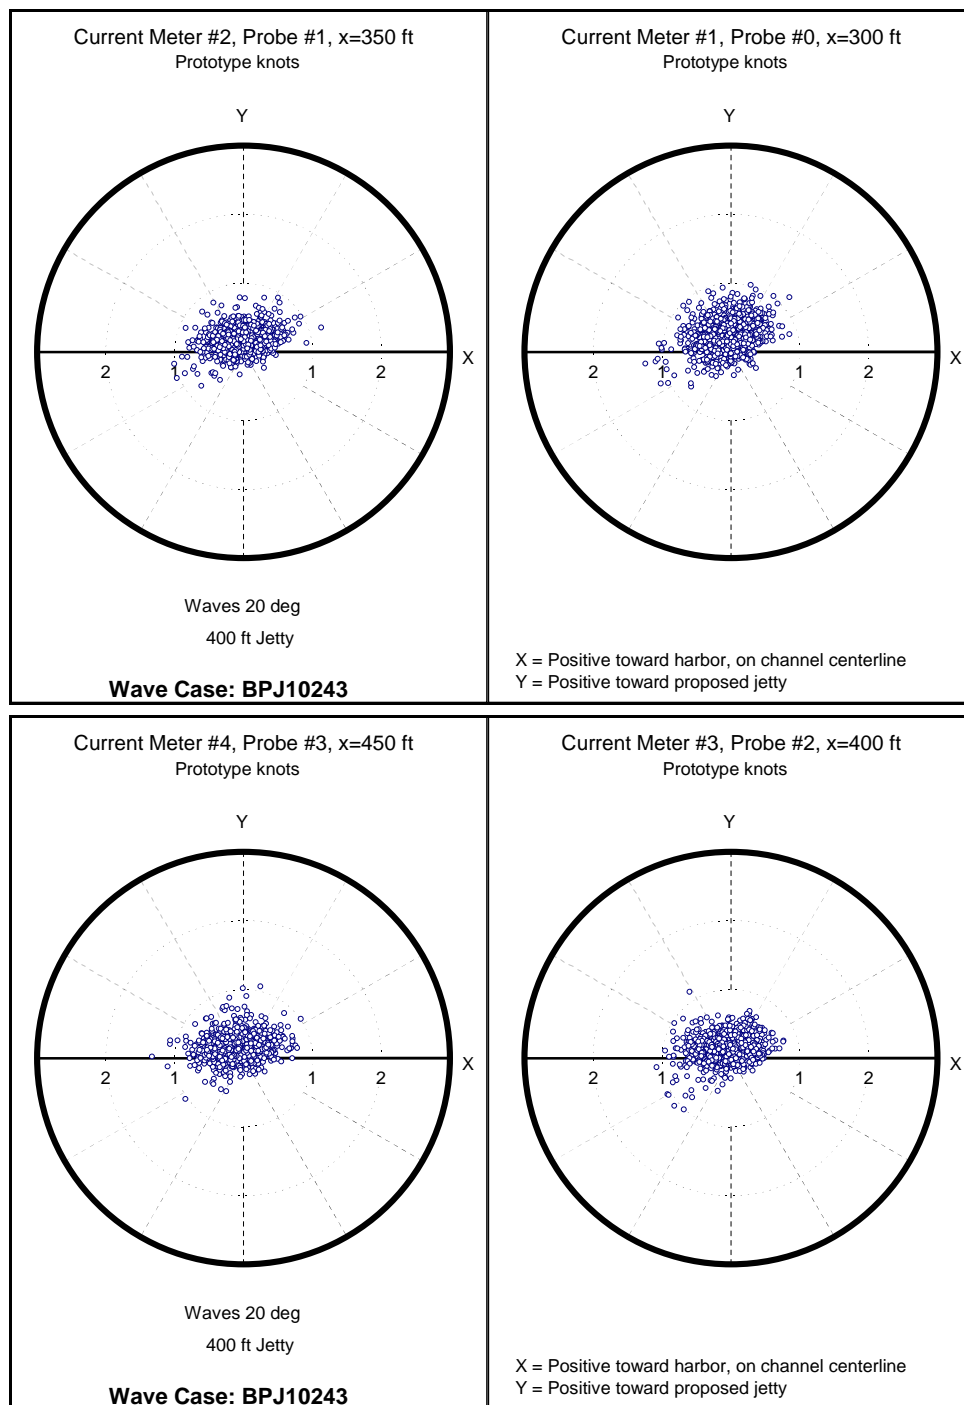 Current Meter #2, Probe #1, x=350 ft
Prototype knots
Y
X
2
1
1
2
Waves 20 deg
400 ft Jetty
Wave Case: BPJ10243
Current Meter #1, Probe #0, x=300 ft
Prototype knots
Y
X
2
1
1
2
X = Positive toward harbor, on channel centerline
Y = Positive toward proposed jetty
Current Meter #4, Probe #3, x=450 ft
Prototype knots
Y
X
2
1
1
2
Waves 20 deg
400 ft Jetty
Wave Case: BPJ10243
Current Meter #3, Probe #2, x=400 ft
Prototype knots
Y
X
2
1
1
2
X = Positive toward harbor, on channel centerline
Y = Positive toward proposed jetty